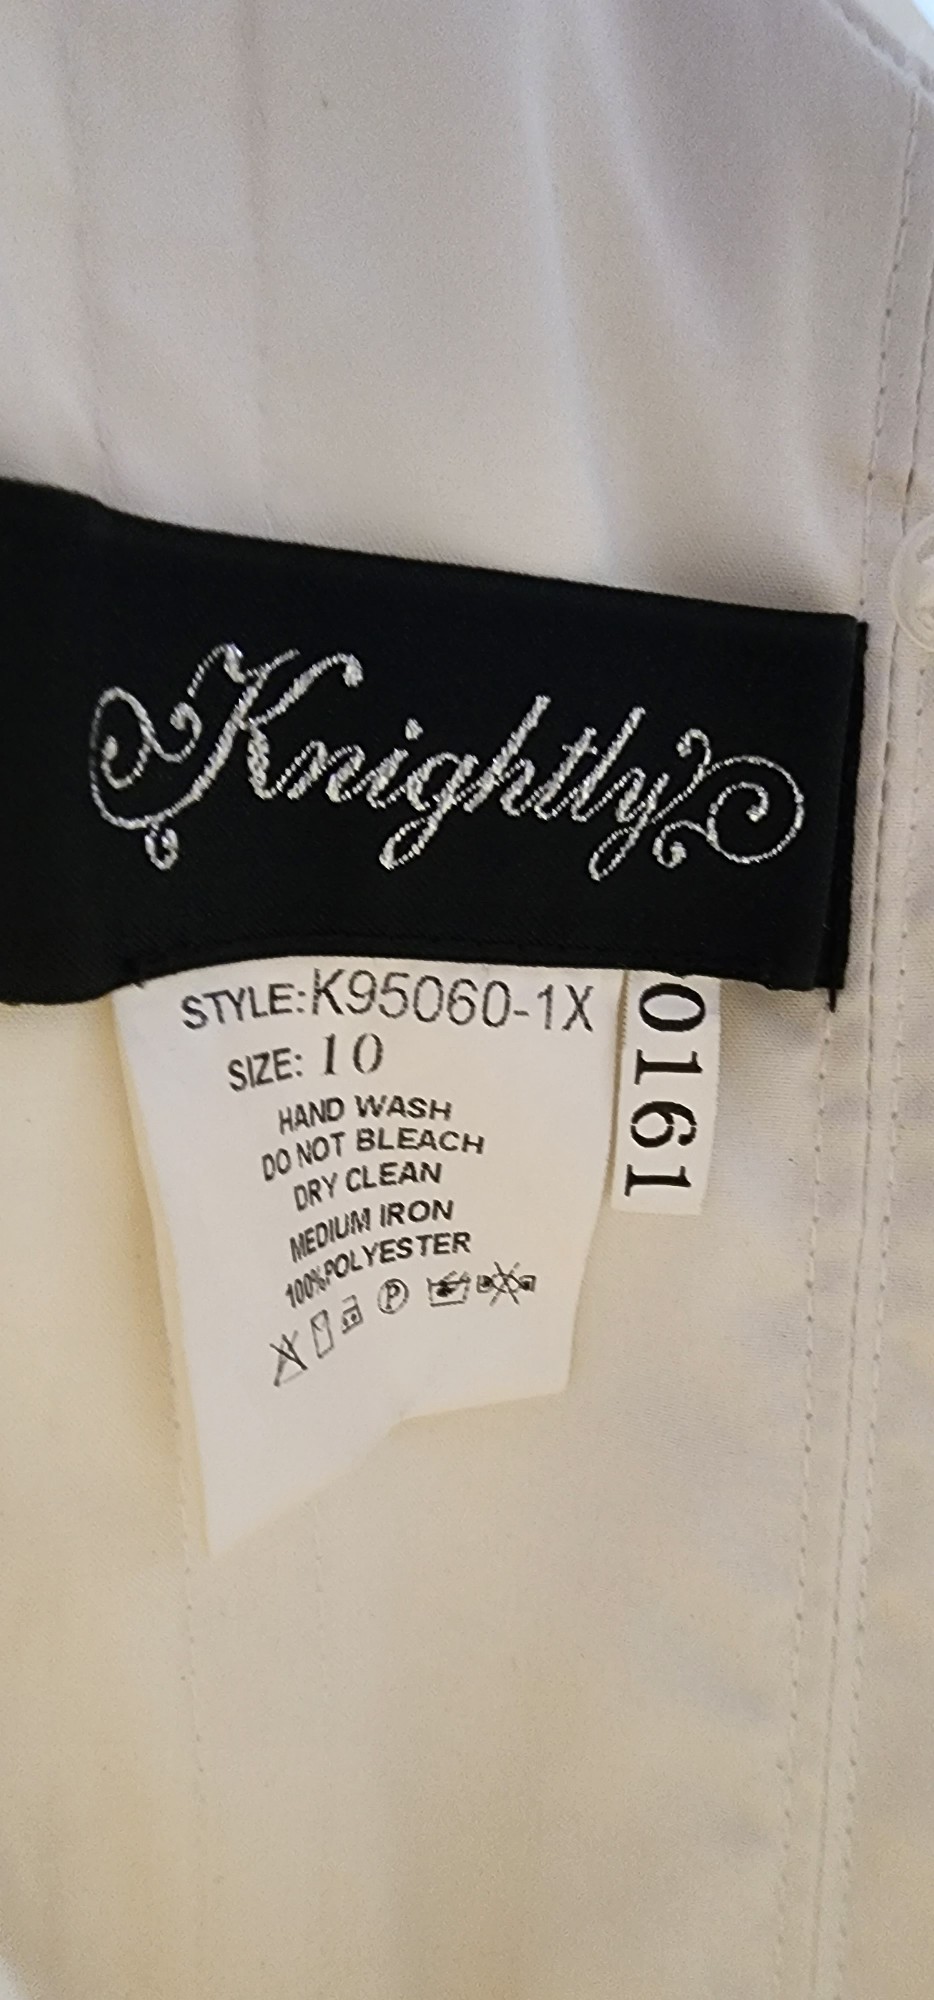 Knightly
STYLE:K95060-1X
SIZE: 10
HAND WASH
DO NOT BLEACH
DRY CLEAN
MEDIUM IRON
100%POLYESTER
P
0161